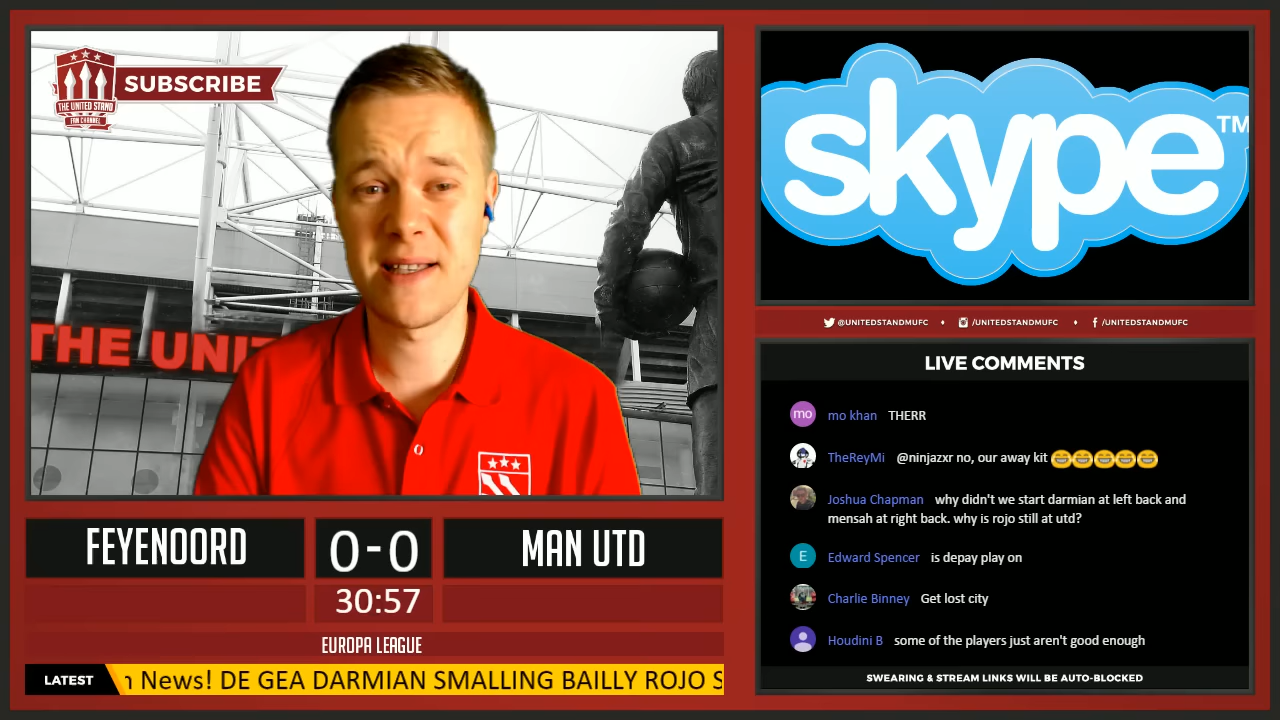 SUBSCRIBE
THE UNITED STAND
FAN CHANNEL
THE UNIT
skype TM
@UNITEDSTANDMUFC /UNITEDSTANDMUFC /UNITEDSTANDMUFC
LIVE COMMENTS
mo mo khan THERR
TheReyMi @ninjazxr no, our away kit 😁😁😁😁😁
Joshua Chapman why didn't we start darmian at left back and
mensah at right back. why is rojo still at utd?
E Edward Spencer is depay play on
Charlie Binney Get lost city
Houdini B some of the players just aren't good enough
SWEARING & STREAM LINKS WILL BE AUTO-BLOCKED
FEYENOORD 0-0 MAN UTD
30:57
EUROPA LEAGUE
LATEST n News! DE GEA DARMIAN SMALLING BAILLY ROJO S